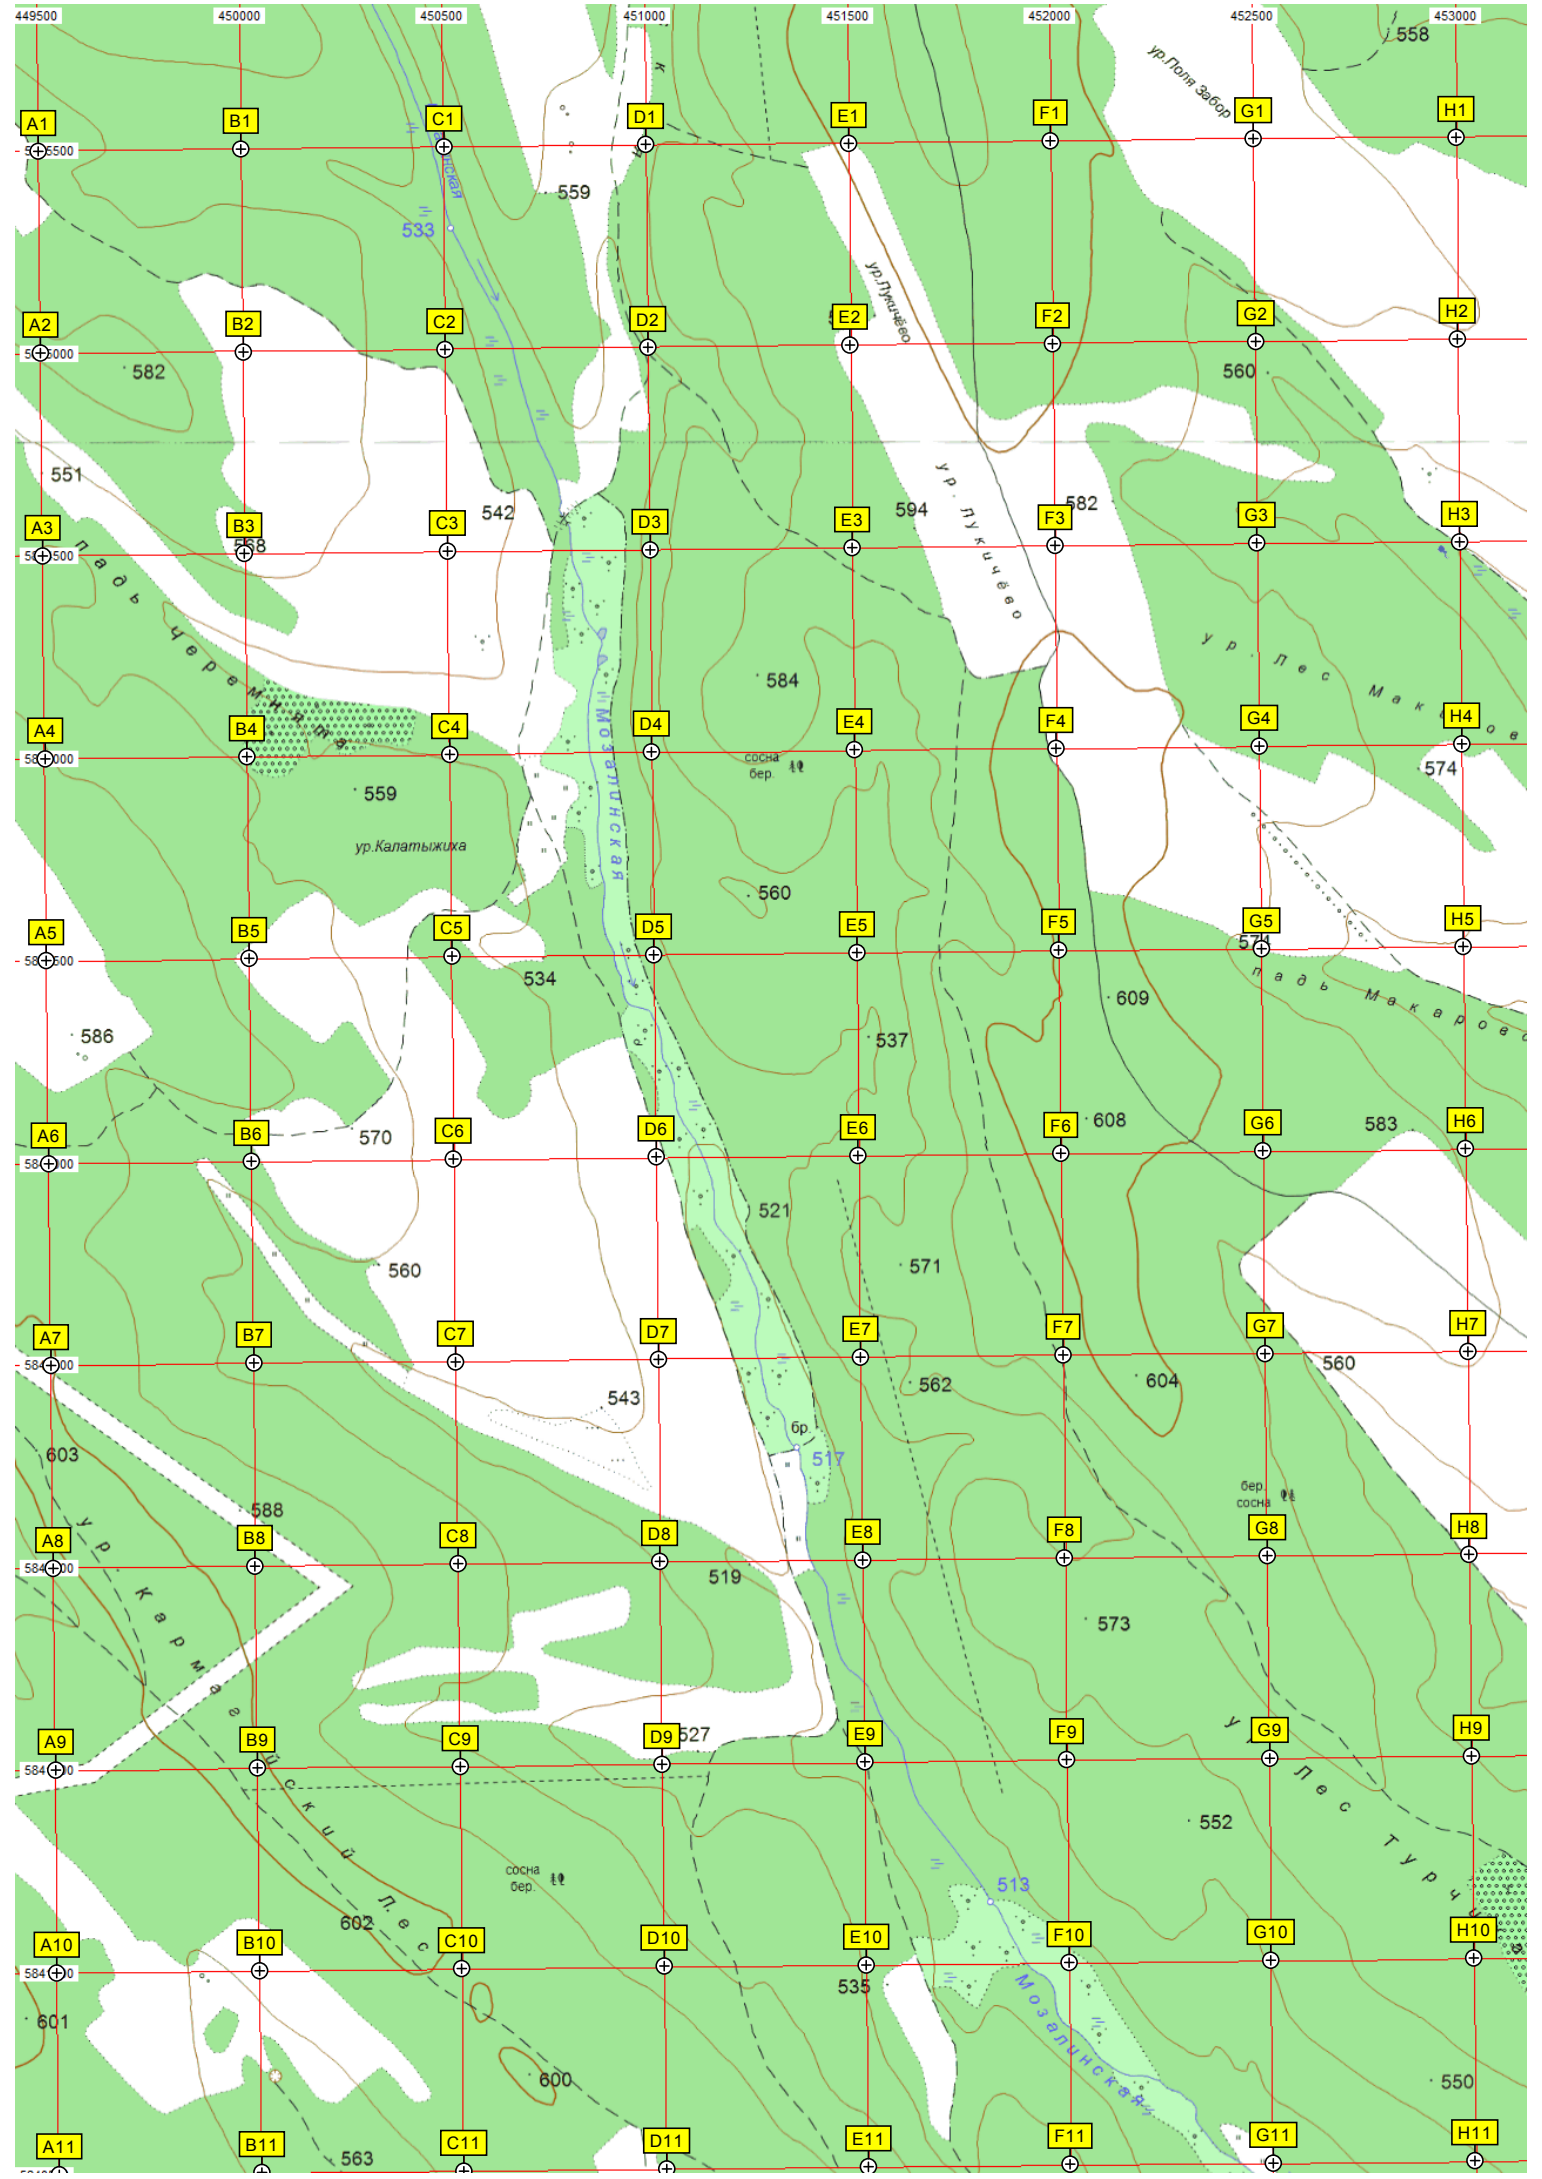 449500 450000 450500 451000 451500 452000 452500 453000
558
ур.Поля Забор
A1 B1 C1 D1 E1 F1 G1 H1
559
533
ур.Лукичёво
A2 B2 C2 D2 E2 F2 G2 H2
582
560
551
ур. Лукичёво
542
594
582
A3 B3 C3 D3 E3 F3 G3 H3
568
падь Черемната
ур. Лес
584
Мозалинская
A4 B4 C4 D4 E4 F4 G4 H4
сосна
бер.
574
559
ур.Калатыжиха
560
A5 B5 C5 D5 E5 F5 G5 H5
574
534
падь
609
586
537
608
583
570
A6 B6 C6 D6 E6 F6 G6 H6
521
560
571
A7 B7 C7 D7 E7 F7 G7 H7
560
562
604
543
бр.
603
517
588
бер.
сосна
A8 B8 C8 D8 E8 F8 G8 H8
519
573
ур. Кармагайский Лес
527
A9 B9 C9 D9 E9 F9 G9 H9
552
Лес
сосна
бер.
513
602
A10 B10 C10 D10 E10 F10 G10 H10
535
601
Мозалинская
600
550
A11 B11 C11 D11 E11 F11 G11 H11
563